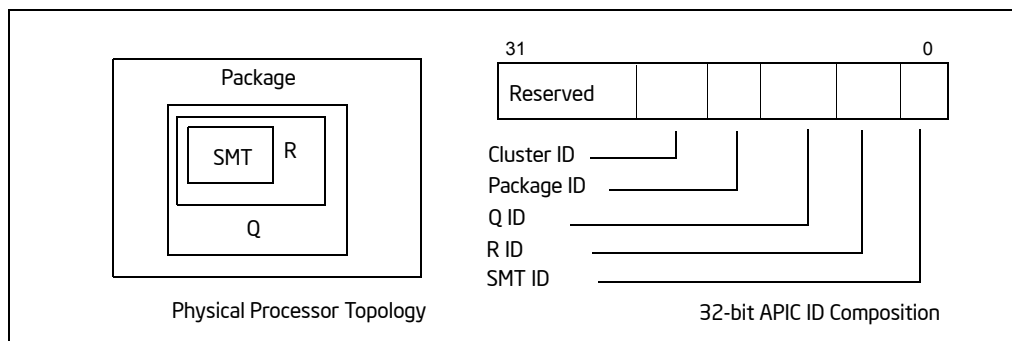 Package
SMT
R
Q
Physical Processor Topology
31 0
Reserved
Cluster ID
Package ID
Q ID
R ID
SMT ID
32-bit APIC ID Composition